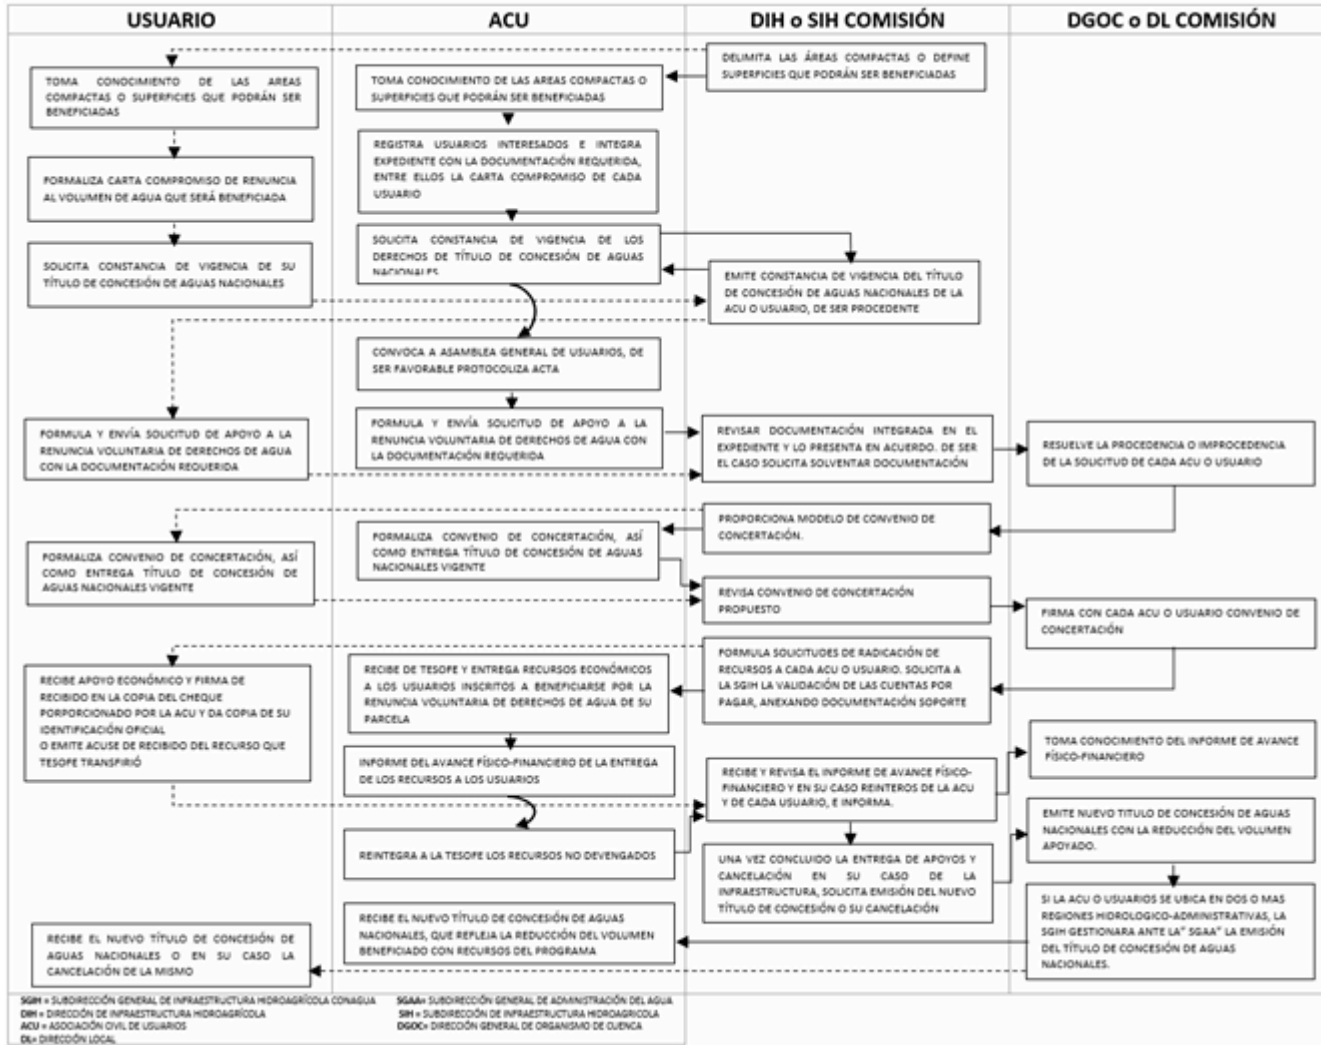 USUARIO
ACU
DIH o SIH COMISIÓN
DGOC o DL COMISIÓN
DELIMITA LAS ÁREAS COMPACTAS O DEFINE
SUPERFICIES QUE PODRÁN SER BENEFICIADAS
TOMA CONOCIMIENTO DE LAS AREAS
COMPACTAS O SUPERFICIES QUE PODRÁN SER
BENEFICIADAS
TOMA CONOCIMIENTO DE LAS AREAS COMPACTAS O
SUPERFICIES QUE PODRÁN SER BENEFICIADAS
REGISTRA USUARIOS INTERESADOS E INTEGRA
EXPEDIENTE CON LA DOCUMENTACIÓN REQUERIDA,
ENTRE ELLOS LA CARTA COMPROMISO DE CADA
USUARIO
FORMALIZA CARTA COMPROMISO DE RENUNCIA
AL VOLUMEN DE AGUA QUE SERÁ BENEFICIADA
SOLICITA CONSTANCIA DE VIGENCIA DE LOS
DERECHOS DE TÍTULO DE CONCESIÓN DE AGUAS
NACIONALES
SOLICITA CONSTANCIA DE VIGENCIA DE SU
TÍTULO DE CONCESIÓN DE AGUAS NACIONALES
EMITE CONSTANCIA DE VIGENCIA DEL TÍTULO
DE CONCESIÓN DE AGUAS NACIONALES DE LA
ACU O USUARIO, DE SER PROCEDENTE
CONVOCA A ASAMBLEA GENERAL DE USUARIOS, DE
SER FAVORABLE PROTOCOLIZA ACTA
FORMULA Y ENVÍA SOLICITUD DE APOYO A LA
RENUNCIA VOLUNTARIA DE DERECHOS DE AGUA
CON LA DOCUMENTACIÓN REQUERIDA
FORMULA Y ENVÍA SOLICITUD DE APOYO A LA
RENUNCIA VOLUNTARIA DE DERECHOS DE AGUA CON
LA DOCUMENTACIÓN REQUERIDA
REVISAR DOCUMENTACIÓN INTEGRADA EN EL
EXPEDIENTE Y LO PRESENTA EN ACUERDO. DE SER
EL CASO SOLICITA SOLVENTAR DOCUMENTACIÓN
RESUELVE LA PROCEDENCIA O IMPROCEDENCIA
DE LA SOLICITUD DE CADA ACU O USUARIO
PROPORCIONA MODELO DE CONVENIO DE
CONCERTACIÓN.
FORMALIZA CONVENIO DE CONCERTACIÓN, ASÍ
COMO ENTREGA TÍTULO DE CONCESIÓN DE AGUAS
NACIONALES VIGENTE
FORMALIZA CONVENIO DE CONCERTACIÓN, ASÍ
COMO ENTREGA TÍTULO DE CONCESIÓN DE
AGUAS NACIONALES VIGENTE
REVISA CONVENIO DE CONCERTACIÓN
PROPUESTO
FIRMA CON CADA ACU O USUARIO CONVENIO DE
CONCERTACIÓN
FORMULA SOLICITUDES DE RADICACIÓN DE
RECURSOS A CADA ACU O USUARIO. SOLICITA A
LA SGIH LA VALIDACIÓN DE LAS CUENTAS POR
PAGAR, ANEXANDO DOCUMENTACIÓN SOPORTE
RECIBE DE TESOFE Y ENTREGA RECURSOS ECONÓMICOS
A LOS USUARIOS INSCRITOS A BENEFICIARSE POR LA
RENUNCIA VOLUNTARIA DE DERECHOS DE AGUA DE SU
PARCELA
RECIBE APOYO ECONÓMICO Y FIRMA DE
RECIBIDO EN LA COPIA DEL CHEQUE
PORPORCIONADO POR LA ACU Y DA COPIA DE SU
IDENTIFICACIÓN OFICIAL
O EMITE ACUSE DE RECIBIDO DEL RECURSO QUE
TESOFE TRANSFIRIÓ
INFORME DEL AVANCE FÍSICO-FINANCIERO DE LA ENTREGA
DE LOS RECURSOS A LOS USUARIOS
RECIBE Y REVISA EL INFORME DE AVANCE FÍSICO-
FINANCIERO Y EN SU CASO REINTEROS DE LA ACU
Y DE CADA USUARIO, E INFORMA.
TOMA CONOCIMIENTO DEL INFORME DE AVANCE
FÍSICO-FINANCIERO
REINTEGRA A LA TESOFE LOS RECURSOS NO DEVENGADOS
UNA VEZ CONCLUIDO LA ENTREGA DE APOYOS Y
CANCELACIÓN EN SU CASO DE LA
INFRAESTRUCTURA, SOLICITA EMISIÓN DEL NUEVO
TÍTULO DE CONCESIÓN O SU CANCELACIÓN
EMITE NUEVO TITULO DE CONCESIÓN DE AGUAS
NACIONALES CON LA REDUCCIÓN DEL VOLUMEN
APOYADO.
SI LA ACU O USUARIOS SE UBICA EN DOS O MAS
REGIONES HIDROLOGICO-ADMINISTRATIVAS, LA
SGIH GESTIONARA ANTE LA" SGAA" LA EMISIÓN
DEL TÍTULO DE CONCESIÓN DE AGUAS
NACIONALES.
RECIBE EL NUEVO TÍTULO DE CONCESIÓN DE AGUAS
NACIONALES, QUE REFLEJA LA REDUCCIÓN DEL VOLUMEN
BENEFICIADO CON RECURSOS DEL PROGRAMA
RECIBE EL NUEVO TÍTULO DE CONCESIÓN DE
AGUAS NACIONALES O EN SU CASO LA
CANCELACIÓN DE LA MISMO
SGIH = SUBDIRECCIÓN GENERAL DE INFRAESTRUCTURA HIDROAGRÍCOLA CONAGUA
SGAA= SUBDIRECCIÓN GENERAL DE ADMINISTRACIÓN DEL AGUA
DIH = DIRECCIÓN DE INFRAESTRUCTURA HIDROAGRÍCOLA
SIH = SUBDIRECCIÓN DE INFRAESTRUCTURA HIDROAGRICOLA
ACU = ASOCIACIÓN CIVIL DE USUARIOS
DGOC= DIRECCIÓN GENERAL DE ORGANISMO DE CUENCA
DL= DIRECCIÓN LOCAL